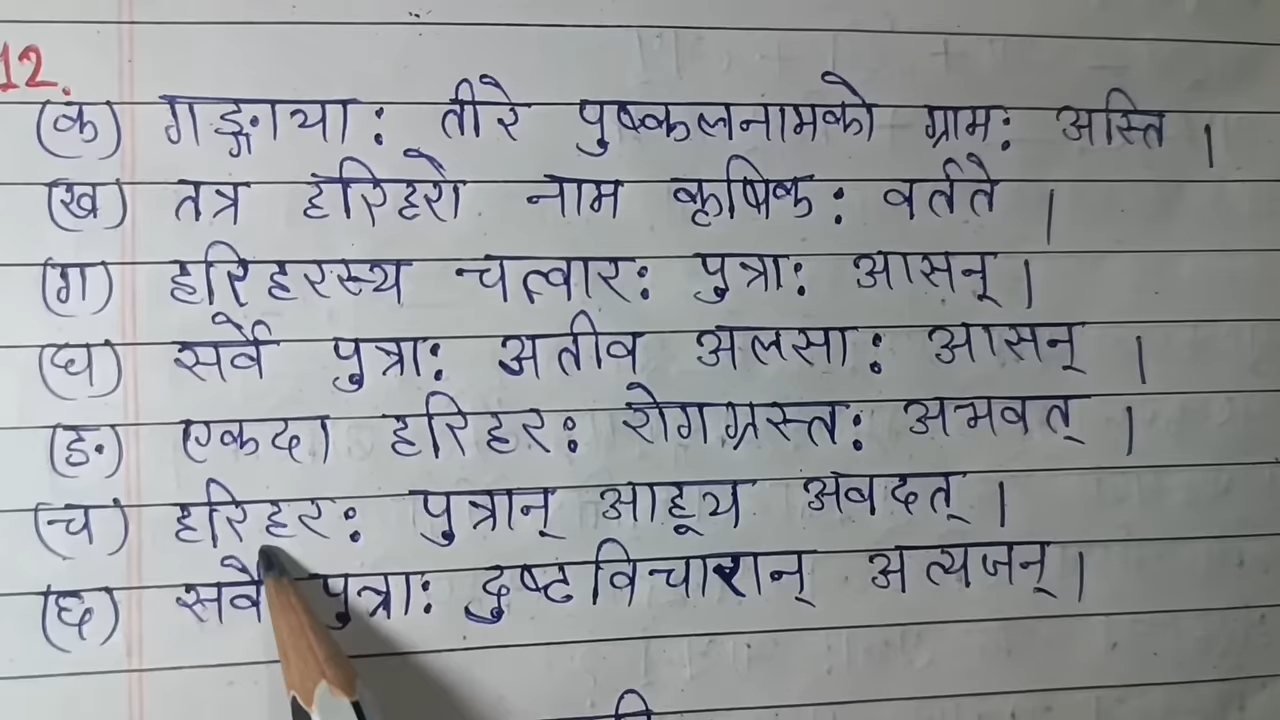 12.
(क) गङ्गायाः तीरे पुष्कलनामको ग्रामः अस्ति ।
(ख) तत्र हरिहरो नाम कृषिकः वर्तते ।
(ग) हरिहरस्य चत्वारः पुत्राः आसन् ।
(घ) सर्वे पुत्राः अतीव अलसाः आसन् ।
(ङ) एकदा हरिहरः रोगग्रस्तः अभवत् ।
(च) हरिहरः पुत्रान् आहूय अवदत् ।
(छ) सर्वे पुत्राः दुष्टविचारान् अत्यजन् ।